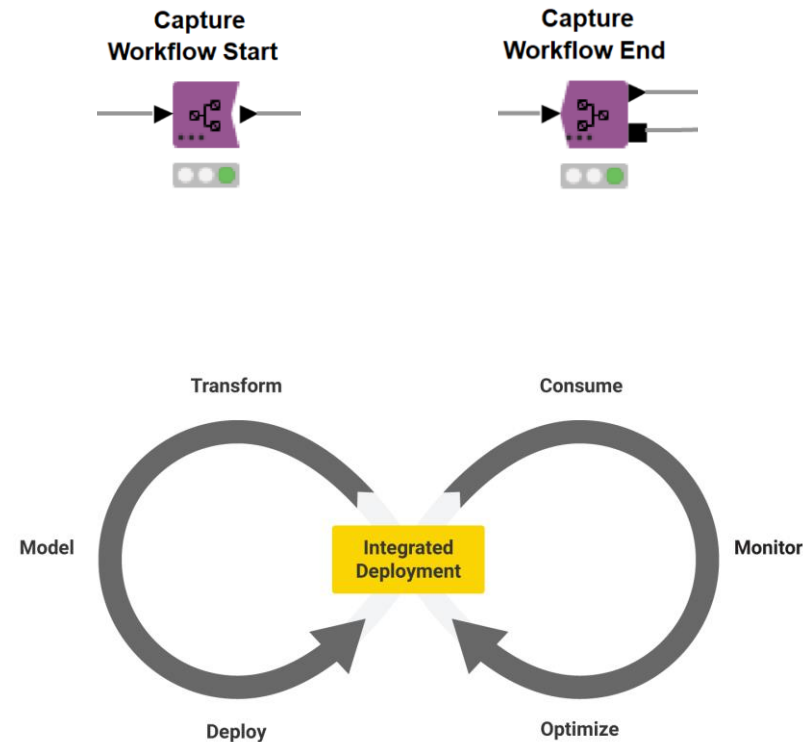 Capture
Workflow Start
Capture
Workflow End
Transform
Consume
Model
Integrated
Deployment
Monitor
Deploy
Optimize